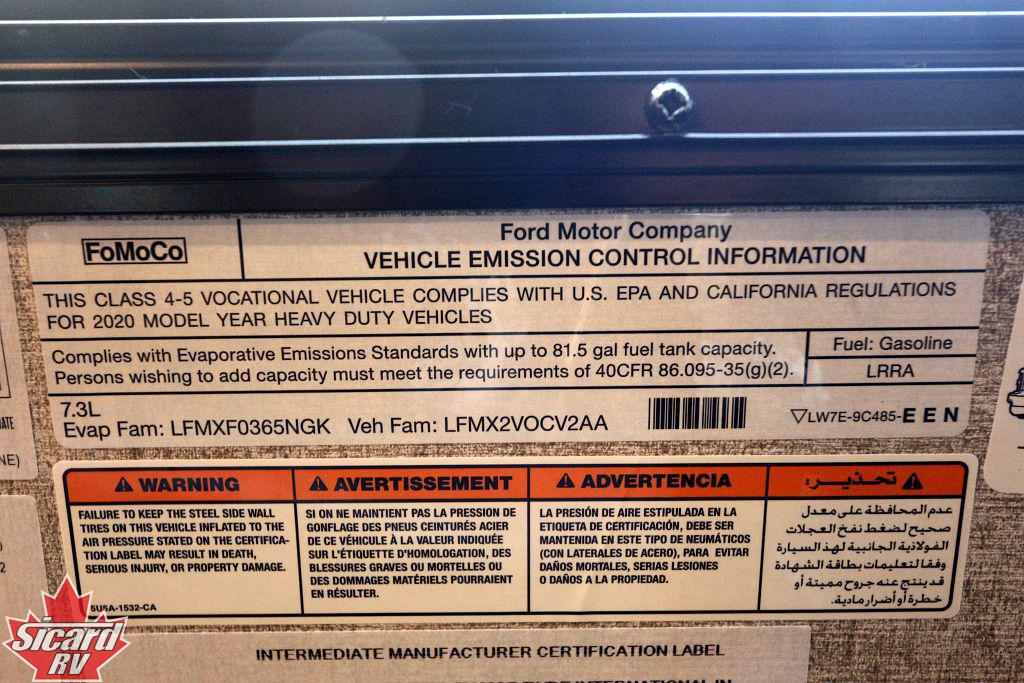 FoMoCo
Ford Motor Company
VEHICLE EMISSION CONTROL INFORMATION
THIS CLASS 4-5 VOCATIONAL VEHICLE COMPLIES WITH U.S. EPA AND CALIFORNIA REGULATIONS
FOR 2020 MODEL YEAR HEAVY DUTY VEHICLES
Complies with Evaporative Emissions Standards with up to 81.5 gal fuel tank capacity.
Persons wishing to add capacity must meet the requirements of 40CFR 86.095-35(g)(2).
Fuel: Gasoline
LRRA
7.3L
Evap Fam: LFMXF0365NGK Veh Fam: LFMX2VOCV2AA
LW7E-9C485-EEN
WARNING
FAILURE TO KEEP THE STEEL SIDE WALL
TIRES ON THIS VEHICLE INFLATED TO THE
AIR PRESSURE STATED ON THE CERTIFICA-
TION LABEL MAY RESULT IN DEATH,
SERIOUS INJURY, OR PROPERTY DAMAGE.
5U5A-1532-CA
AVERTISSEMENT
SI ON NE MAINTIENT PAS LA PRESSION DE
GONFLAGE DES PNEUS CEINTURÉS ACIER
DE CE VÉHICULE À LA VALEUR INDIQUÉE
SUR L'ÉTIQUETTE D'HOMOLOGATION, DES
BLESSURES GRAVES OU MORTELLES OU
DES DOMMAGES MATÉRIELS POURRAIENT
EN RÉSULTER.
ADVERTENCIA
LA PRESIÓN DE AIRE ESTIPULADA EN LA
ETIQUETA DE CERTIFICACIÓN, DEBE SER
MANTENIDA EN ESTE TIPO DE NEUMÁTICOS
(CON LATERALES DE ACERO), PARA EVITAR
DAÑOS MORTALES, SERIAS LESIONES
O DAÑOS A LA PROPIEDAD.
تحذير:
عدم المحافظة على معدل
صحيح لضغط نفخ العجلات
الفولاذية الجانبية لهذ السيارة
وفقا لتعليمات بطاقة الشهادة
قد ينتج عنه جروح مميتة أو
خطرة أو أضرار مادية.
INTERMEDIATE MANUFACTURER CERTIFICATION LABEL
Sicard
RV